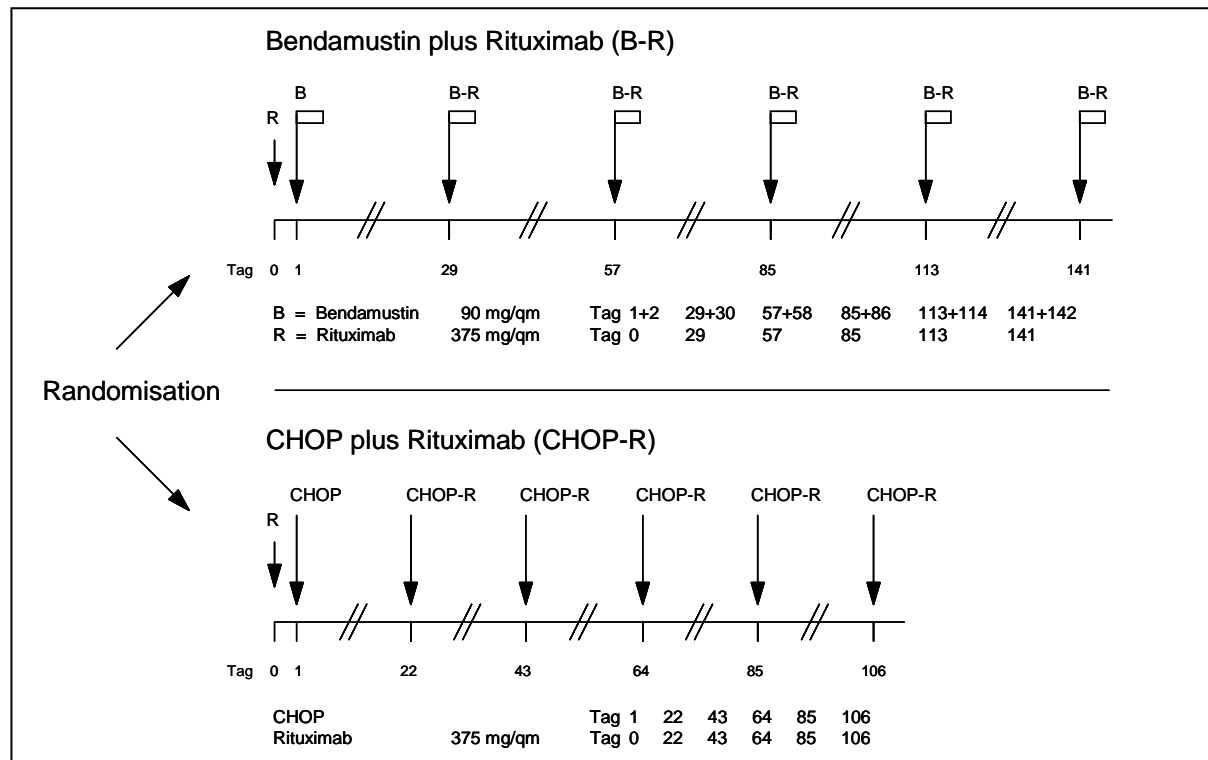 Bendamustin plus Rituximab (B-R)
B B-R B-R B-R B-R B-R
R
Tag 0 1 29 57 85 113 141
B = Bendamustin 90 mg/qm Tag 1+2 29+30 57+58 85+86 113+114 141+142
R = Rituximab 375 mg/qm Tag 0 29 57 85 113 141
Randomisation
CHOP plus Rituximab (CHOP-R)
CHOP CHOP-R CHOP-R CHOP-R CHOP-R CHOP-R
R
Tag 0 1 22 43 64 85 106
CHOP Tag 1 22 43 64 85 106
Rituximab 375 mg/qm Tag 0 22 43 64 85 106